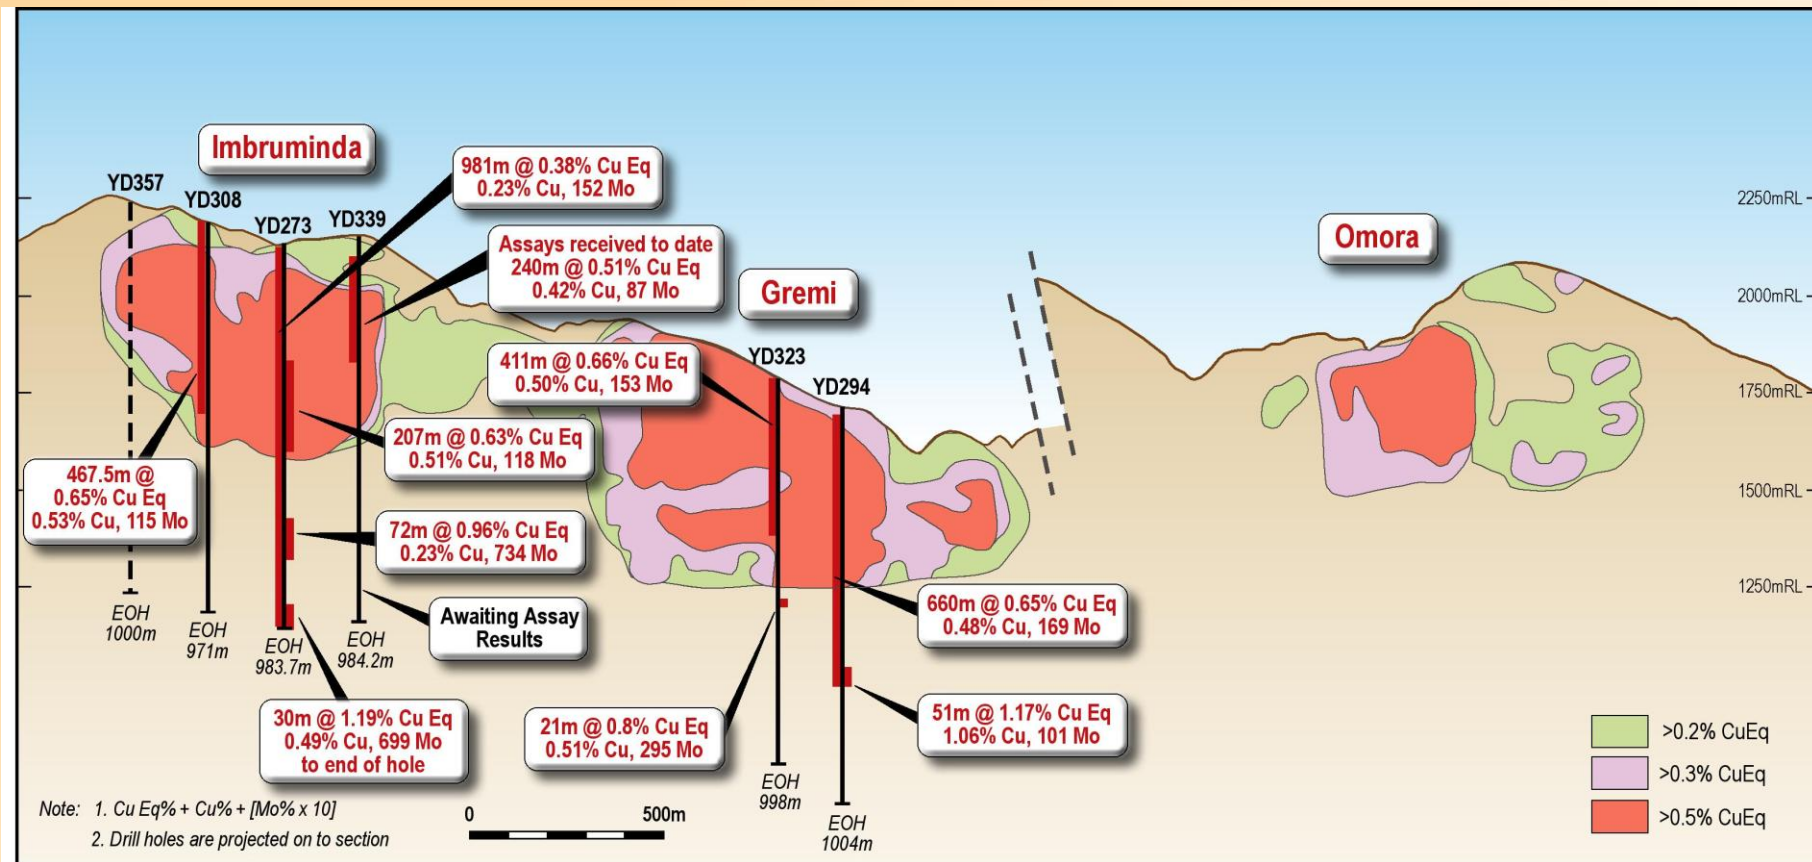 Imbruminda
YD357
YD308
YD273
YD339
981m @ 0.38% Cu Eq
0.23% Cu, 152 Mo
Assays received to date
240m @ 0.51% Cu Eq
0.42% Cu, 87 Mo
Gremi
Omora
2250mRL
2000mRL
1750mRL
1500mRL
1250mRL
411m @ 0.66% Cu Eq
0.50% Cu, 153 Mo
YD323
YD294
207m @ 0.63% Cu Eq
0.51% Cu, 118 Mo
467.5m @
0.65% Cu Eq
0.53% Cu, 115 Mo
72m @ 0.96% Cu Eq
0.23% Cu, 734 Mo
EOH
1000m
EOH
971m
EOH
983.7m
EOH
984.2m
Awaiting Assay
Results
660m @ 0.65% Cu Eq
0.48% Cu, 169 Mo
30m @ 1.19% Cu Eq
0.49% Cu, 699 Mo
to end of hole
21m @ 0.8% Cu Eq
0.51% Cu, 295 Mo
51m @ 1.17% Cu Eq
1.06% Cu, 101 Mo
EOH
998m
EOH
1004m
>0.2% CuEq
>0.3% CuEq
>0.5% CuEq
Note: 1. Cu Eq% + Cu% + [Mo% x 10]
2. Drill holes are projected on to section
0 500m